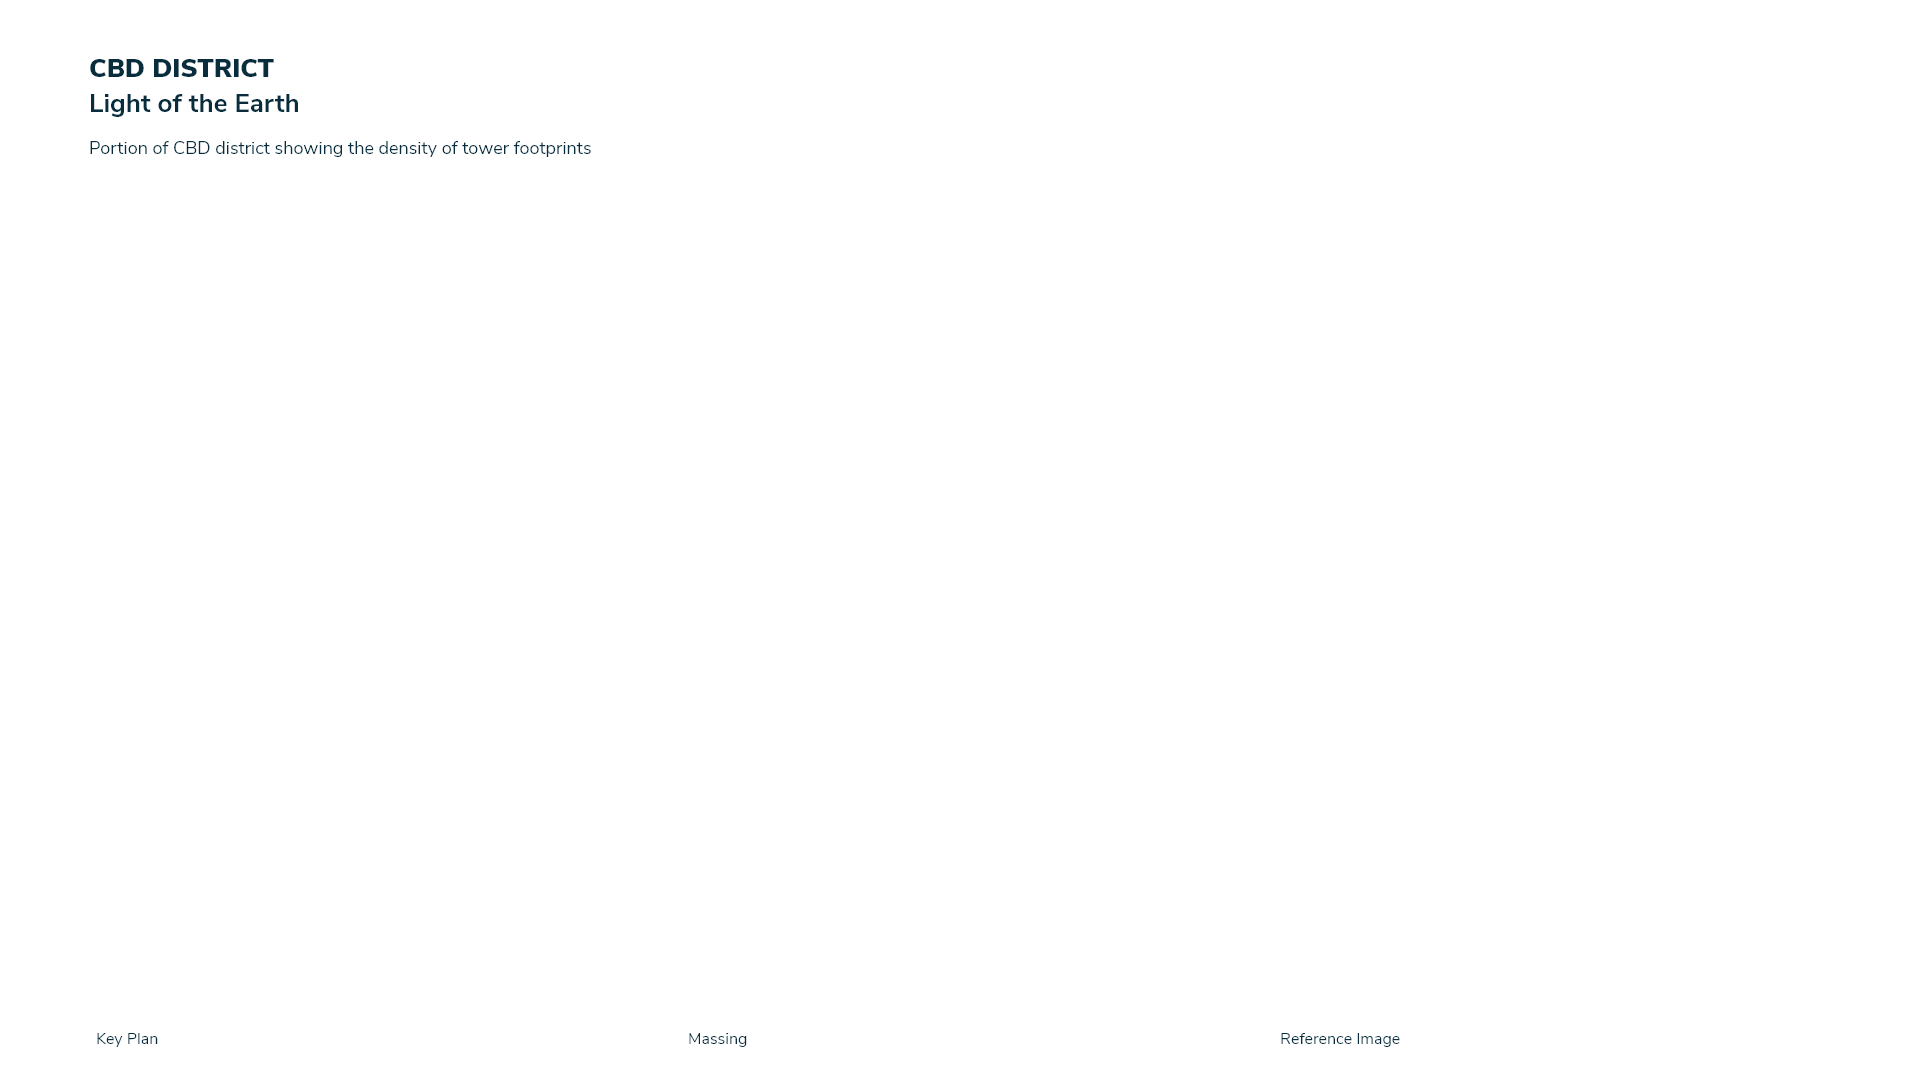 CBD DISTRICT
Light of the Earth
Portion of CBD district showing the density of tower footprints
Key Plan
Massing
Reference Image